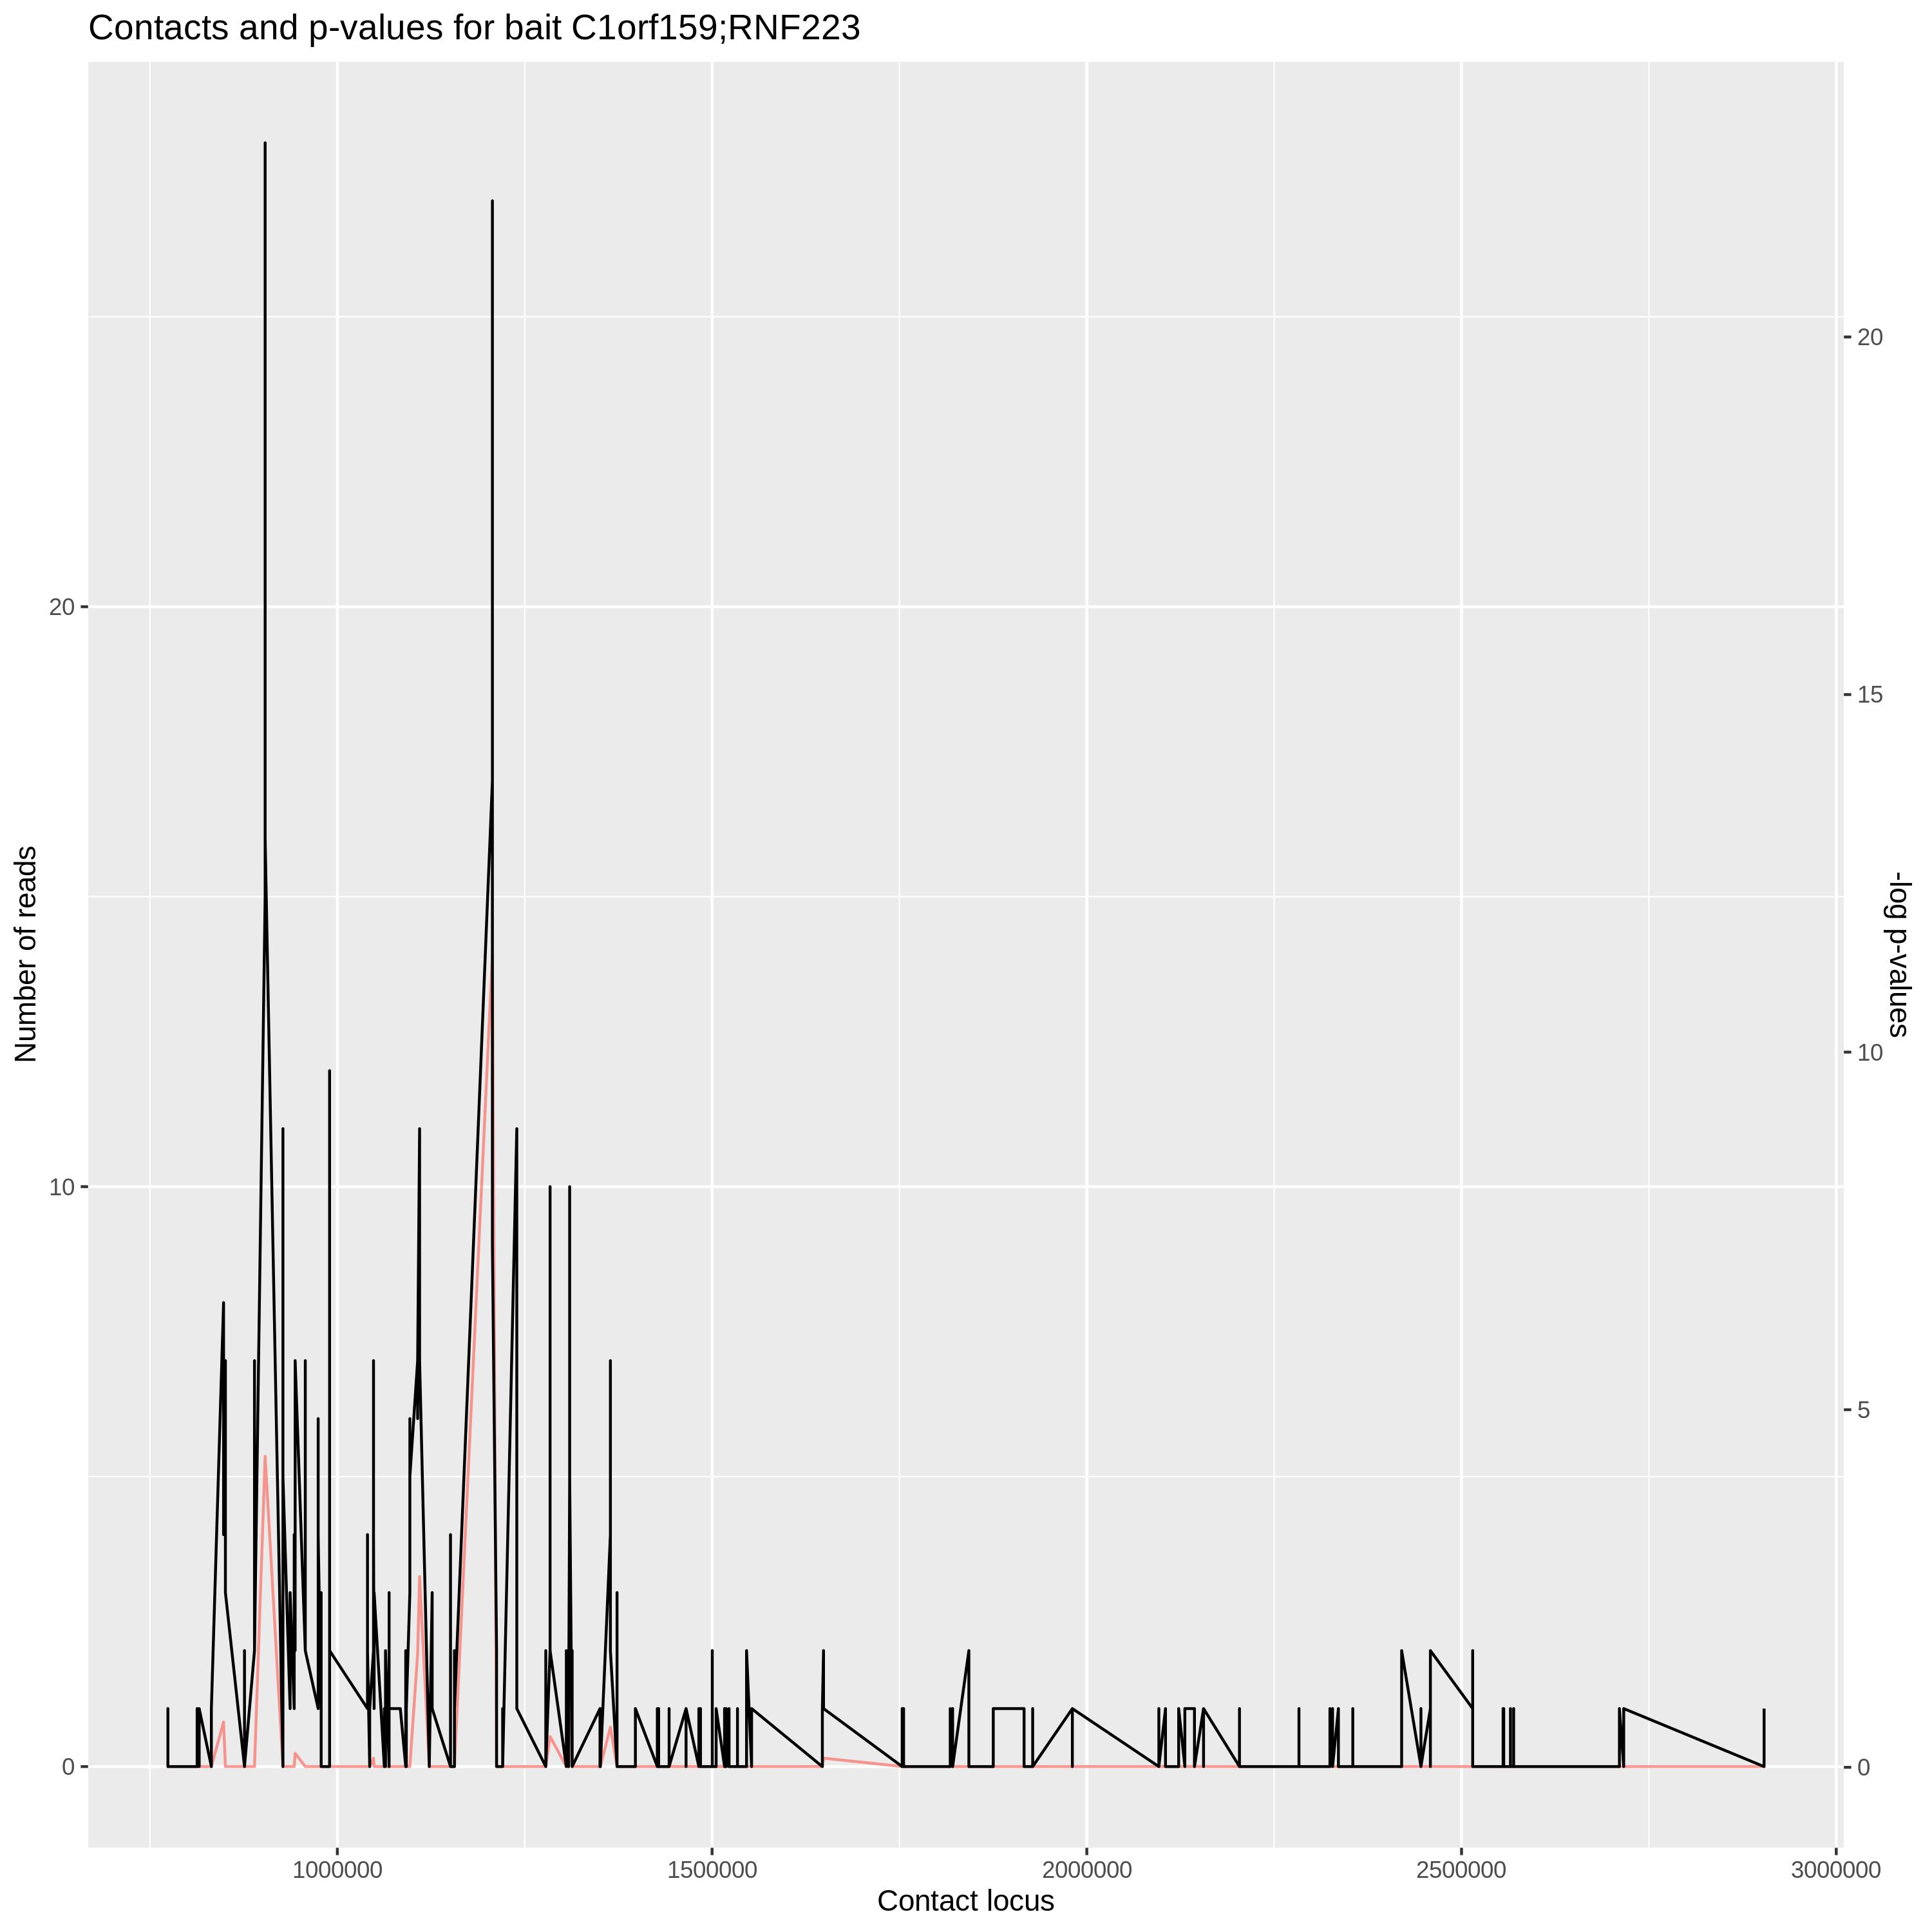 Contacts and p-values for bait C1orf159;RNF223
Number of reads
20
10
0
20
15
10
5
0
-log p-values
1000000 1500000 2000000 2500000 3000000
Contact locus